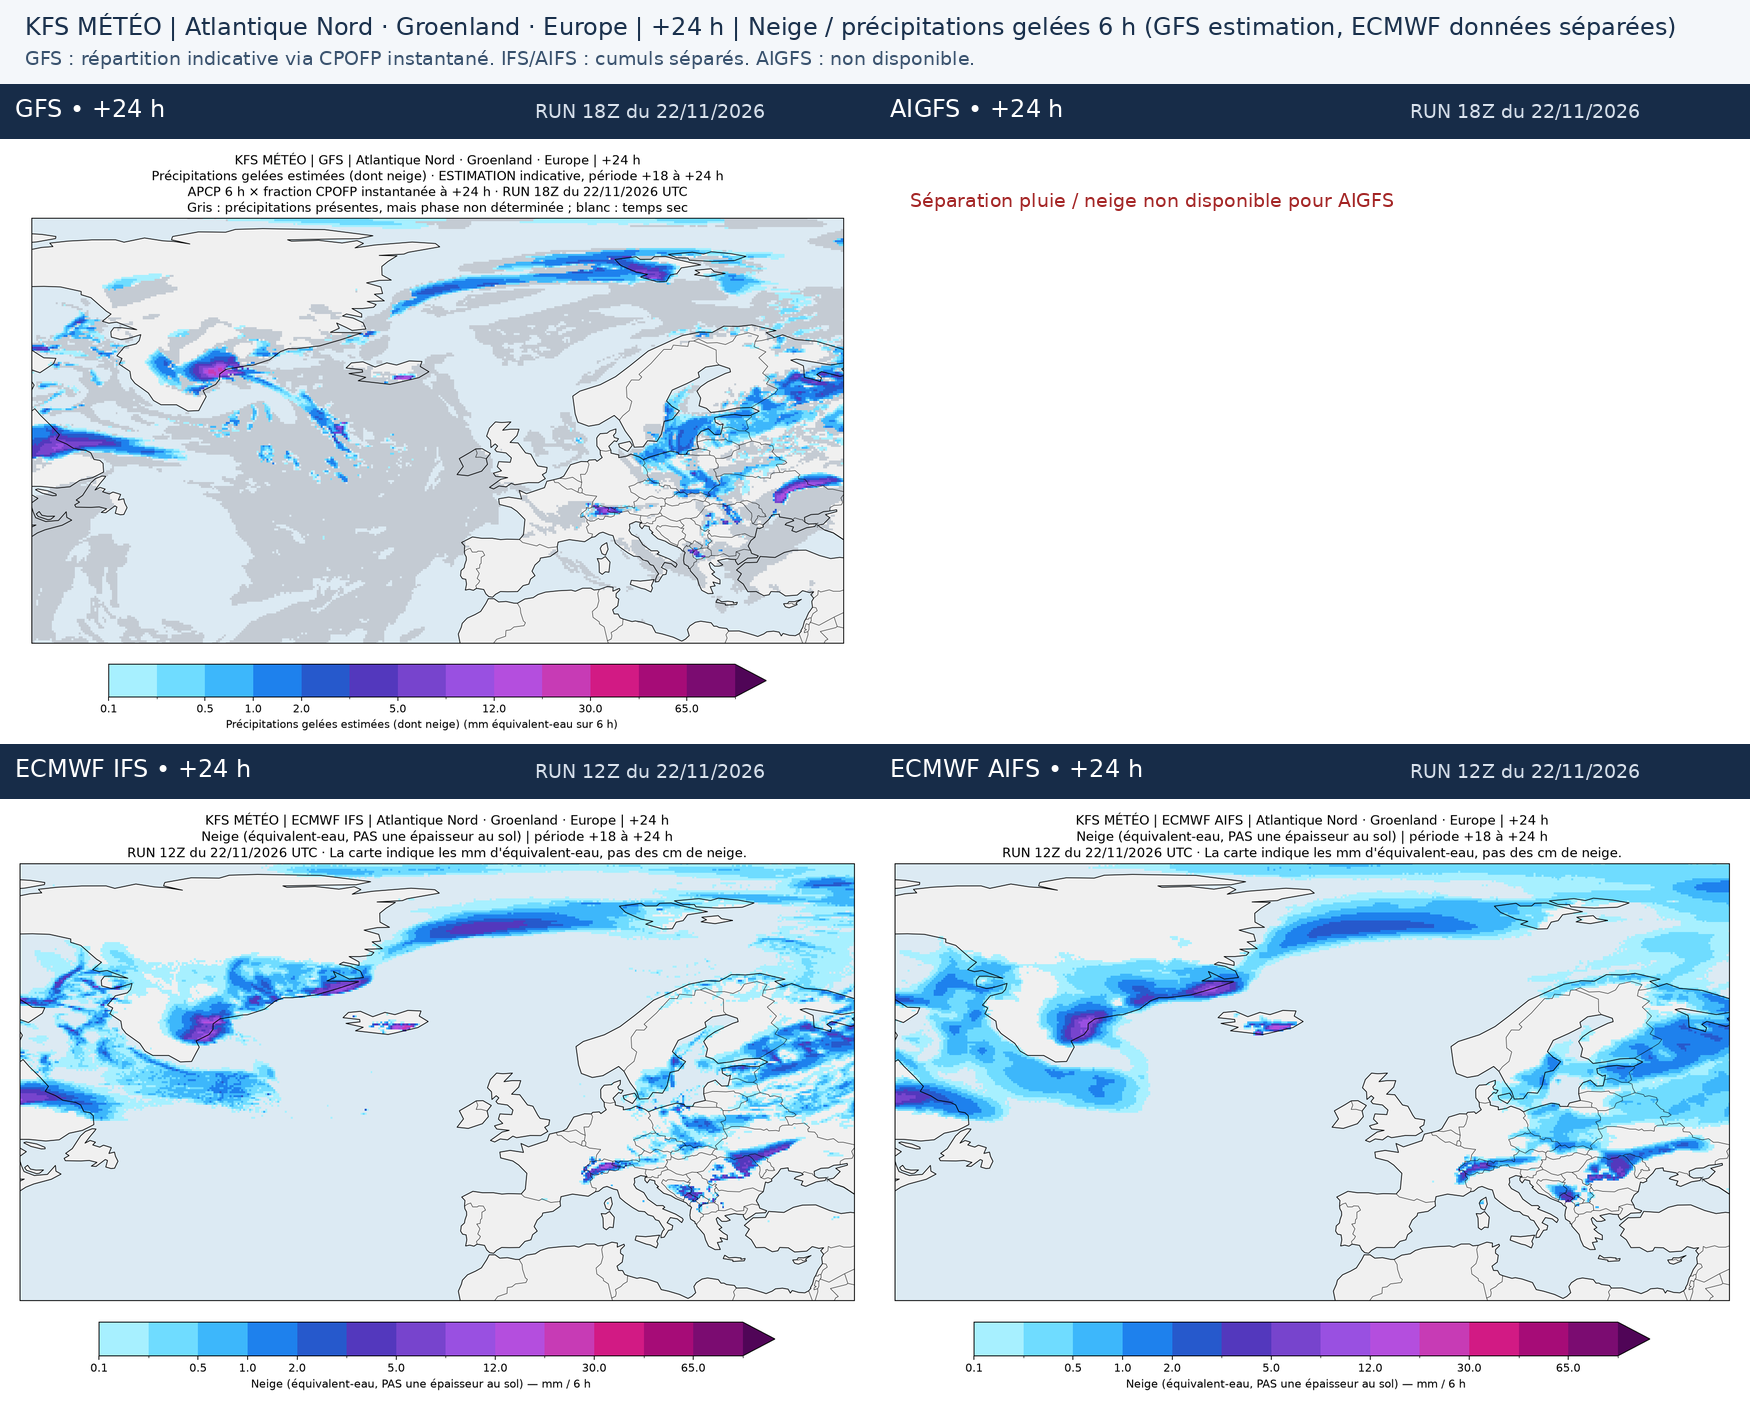 KFS MÉTÉO | Atlantique Nord · Groenland · Europe | +24 h | Neige / précipitations gelées 6 h (GFS estimation, ECMWF données séparées)
GFS : répartition indicative via CPOFP instantané. IFS/AIFS : cumuls séparés. AIGFS : non disponible.
GFS • +24 h
RUN 18Z du 22/11/2026
AIGFS • +24 h
RUN 18Z du 22/11/2026
KFS MÉTÉO | GFS | Atlantique Nord · Groenland · Europe | +24 h
Précipitations gelées estimées (dont neige) · ESTIMATION indicative, période +18 à +24 h
APCP 6 h × fraction CPOFP instantanée à +24 h · RUN 18Z du 22/11/2026 UTC
Gris : précipitations présentes, mais phase non déterminée ; blanc : temps sec
Séparation pluie / neige non disponible pour AIGFS
0.1 0.5 1.0 2.0 5.0 12.0 30.0 65.0
Précipitations gelées estimées (dont neige) (mm équivalent-eau sur 6 h)
ECMWF IFS • +24 h
RUN 12Z du 22/11/2026
ECMWF AIFS • +24 h
RUN 12Z du 22/11/2026
KFS MÉTÉO | ECMWF IFS | Atlantique Nord · Groenland · Europe | +24 h
Neige (équivalent-eau, PAS une épaisseur au sol) | période +18 à +24 h
RUN 12Z du 22/11/2026 UTC · La carte indique les mm d'équivalent-eau, pas des cm de neige.
0.1 0.5 1.0 2.0 5.0 12.0 30.0 65.0
Neige (équivalent-eau, PAS une épaisseur au sol) — mm / 6 h
KFS MÉTÉO | ECMWF AIFS | Atlantique Nord · Groenland · Europe | +24 h
Neige (équivalent-eau, PAS une épaisseur au sol) | période +18 à +24 h
RUN 12Z du 22/11/2026 UTC · La carte indique les mm d'équivalent-eau, pas des cm de neige.
0.1 0.5 1.0 2.0 5.0 12.0 30.0 65.0
Neige (équivalent-eau, PAS une épaisseur au sol) — mm / 6 h